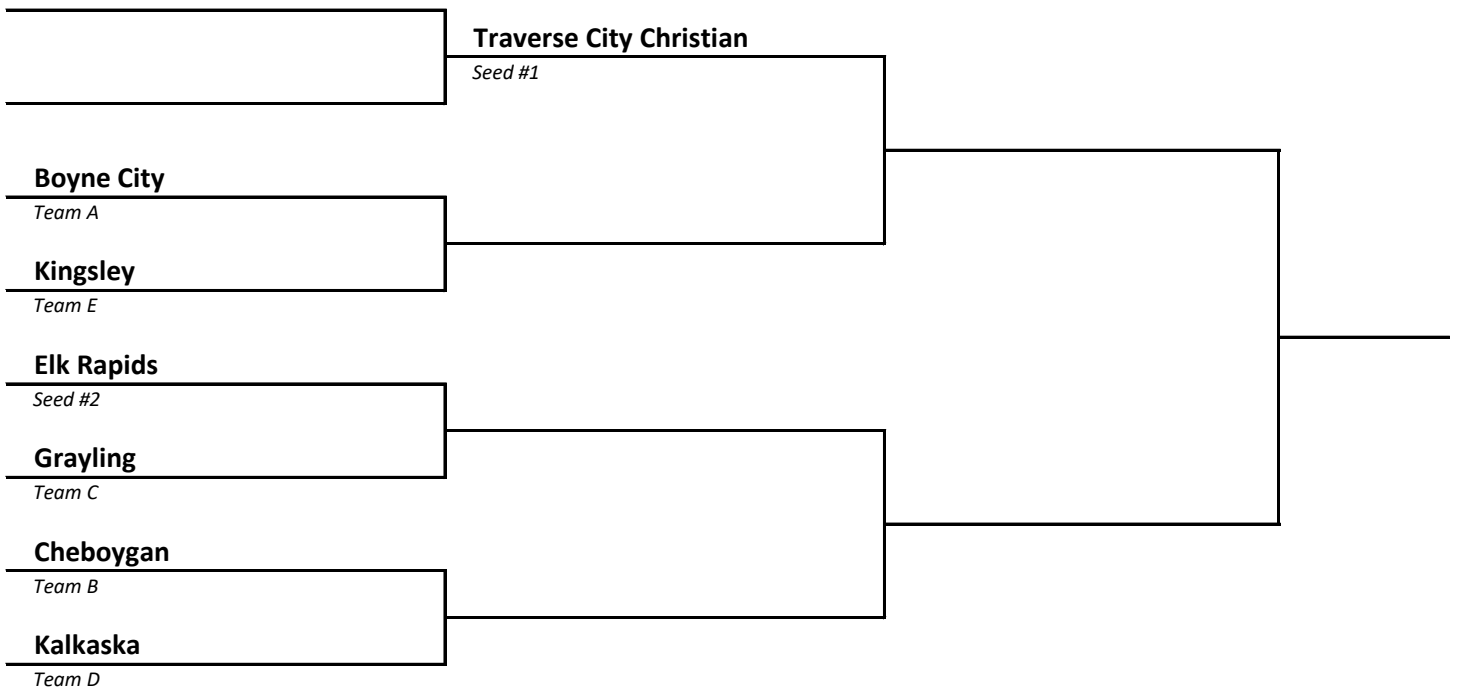 Traverse City Christian
Seed #1
Boyne City
Team A
Kingsley
Team E
Elk Rapids
Seed #2
Grayling
Team C
Cheboygan
Team B
Kalkaska
Team D